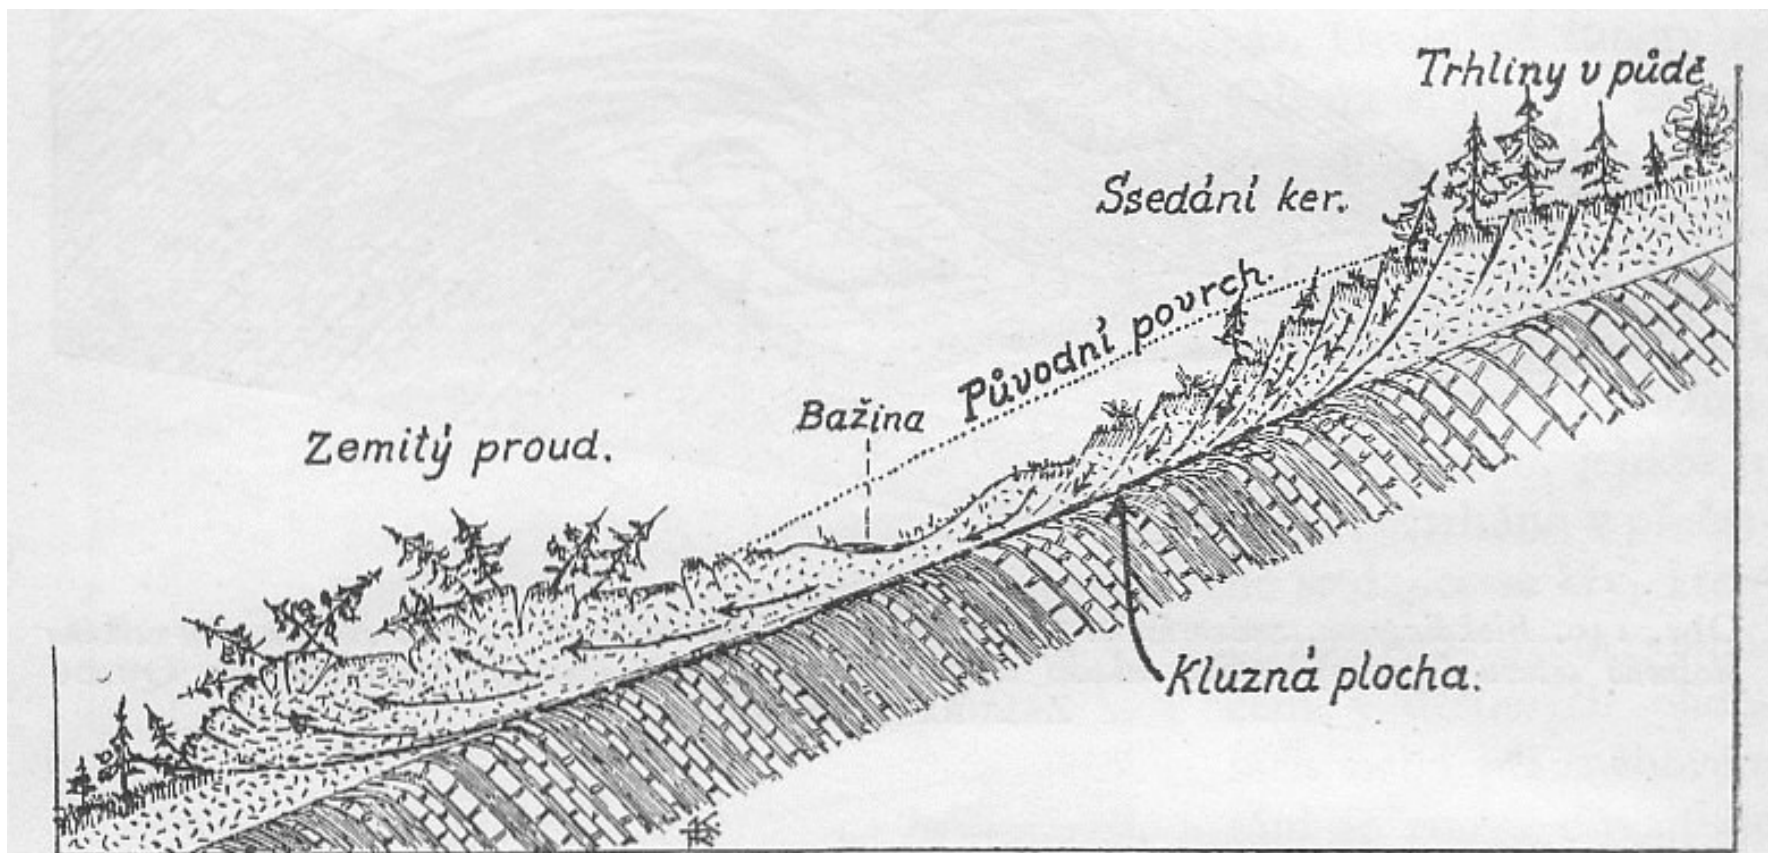 Trhliny v půdě
Ssedání ker.
Původní povrch.
Bažina
Zemitý proud.
Kluzná plocha.